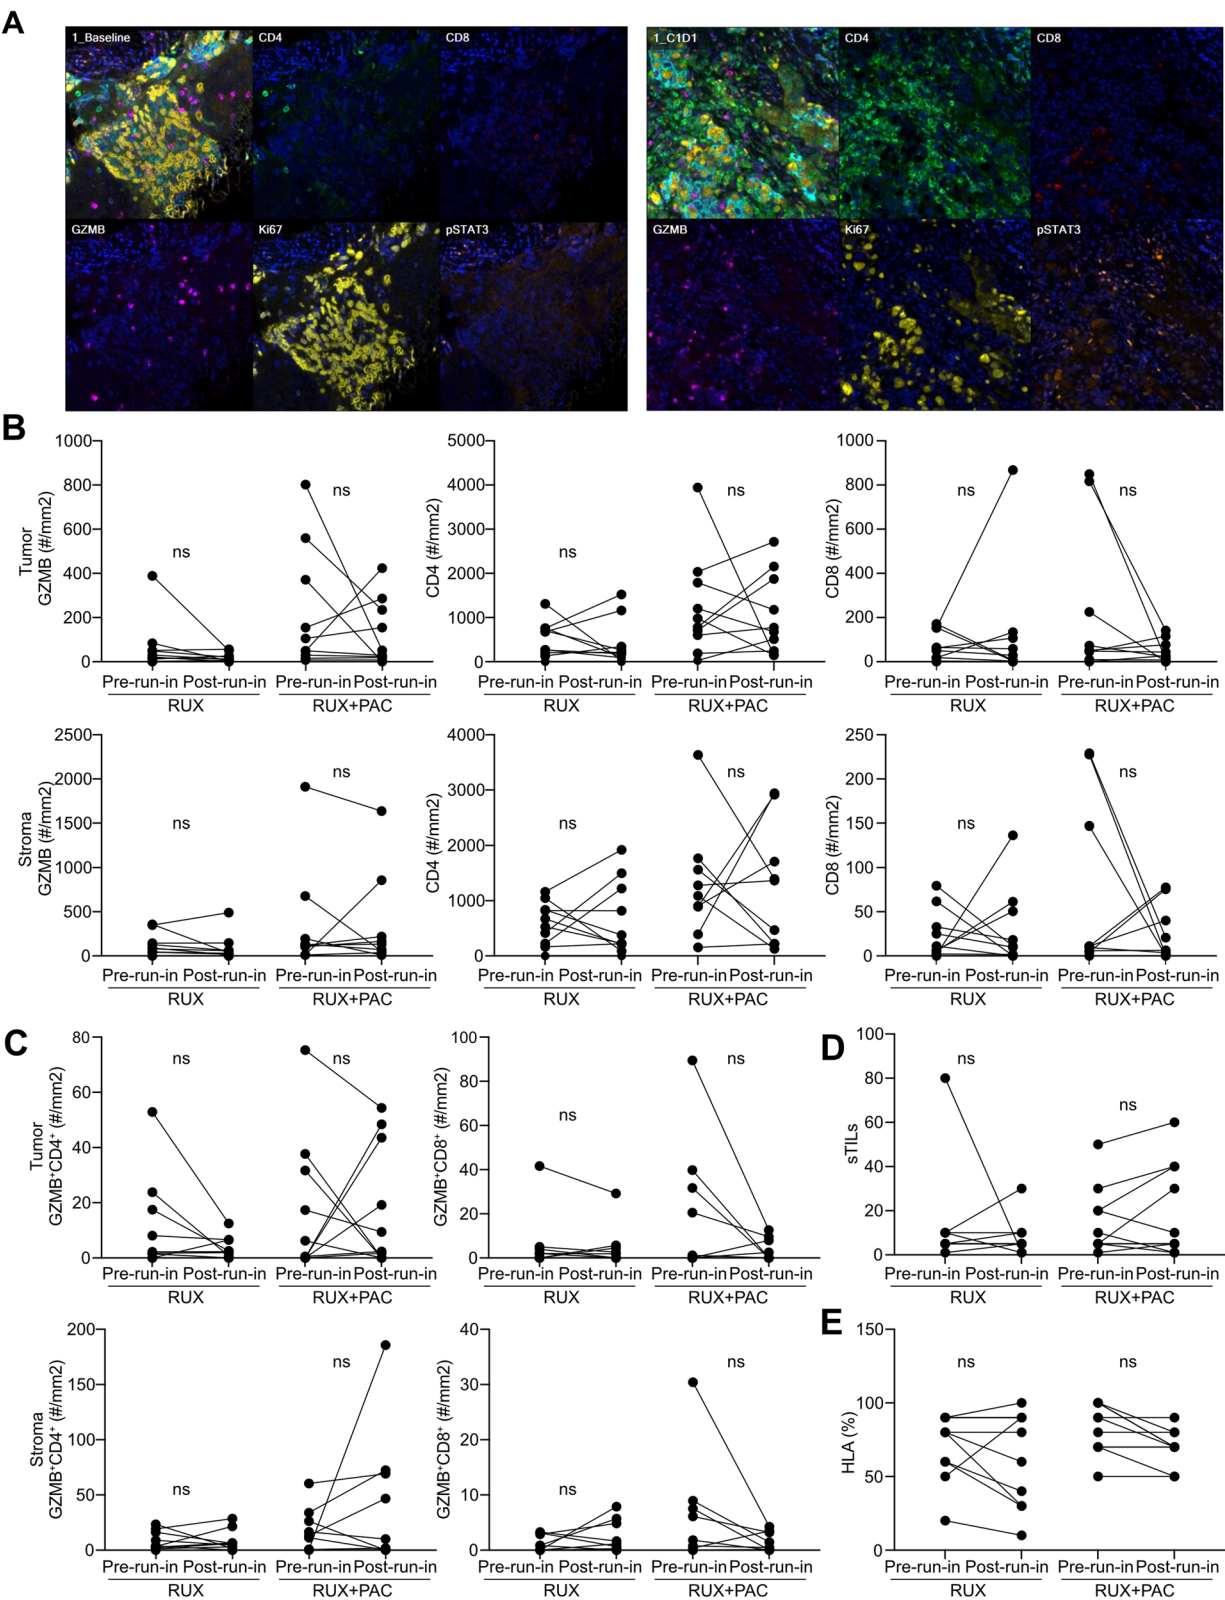 A
1_Baseline CD4 CD8
GZMB Ki67 pSTAT3
1_C1D1 CD4 CD8
GZMB Ki67 pSTAT3
B
Tumor
GZMB (#/mm2)
1000
800
600
400
200
0
ns ns
Pre-run-in Post-run-in Pre-run-in Post-run-in
RUX RUX+PAC
CD4 (#/mm2)
5000
4000
3000
2000
1000
0
ns ns
Pre-run-in Post-run-in Pre-run-in Post-run-in
RUX RUX+PAC
CD8 (#/mm2)
1000
800
600
400
200
0
ns ns
Pre-run-in Post-run-in Pre-run-in Post-run-in
RUX RUX+PAC
Stroma
GZMB (#/mm2)
2500
2000
1500
1000
500
0
ns ns
Pre-run-in Post-run-in Pre-run-in Post-run-in
RUX RUX+PAC
CD4 (#/mm2)
4000
3000
2000
1000
0
ns ns
Pre-run-in Post-run-in Pre-run-in Post-run-in
RUX RUX+PAC
CD8 (#/mm2)
250
200
150
100
50
0
ns ns
Pre-run-in Post-run-in Pre-run-in Post-run-in
RUX RUX+PAC
C
Tumor
GZMB⁺CD4⁺ (#/mm2)
80
60
40
20
0
ns ns
Pre-run-in Post-run-in Pre-run-in Post-run-in
RUX RUX+PAC
GZMB⁺CD8⁺ (#/mm2)
100
80
60
40
20
0
ns ns
Pre-run-in Post-run-in Pre-run-in Post-run-in
RUX RUX+PAC
D
sTILs
100
80
60
40
20
0
ns ns
Pre-run-in Post-run-in Pre-run-in Post-run-in
RUX RUX+PAC
Stroma
GZMB⁺CD4⁺ (#/mm2)
200
150
100
50
0
ns ns
Pre-run-in Post-run-in Pre-run-in Post-run-in
RUX RUX+PAC
GZMB⁺CD8⁺ (#/mm2)
40
30
20
10
0
ns ns
Pre-run-in Post-run-in Pre-run-in Post-run-in
RUX RUX+PAC
E
HLA (%)
150
100
50
0
ns ns
Pre-run-in Post-run-in Pre-run-in Post-run-in
RUX RUX+PAC